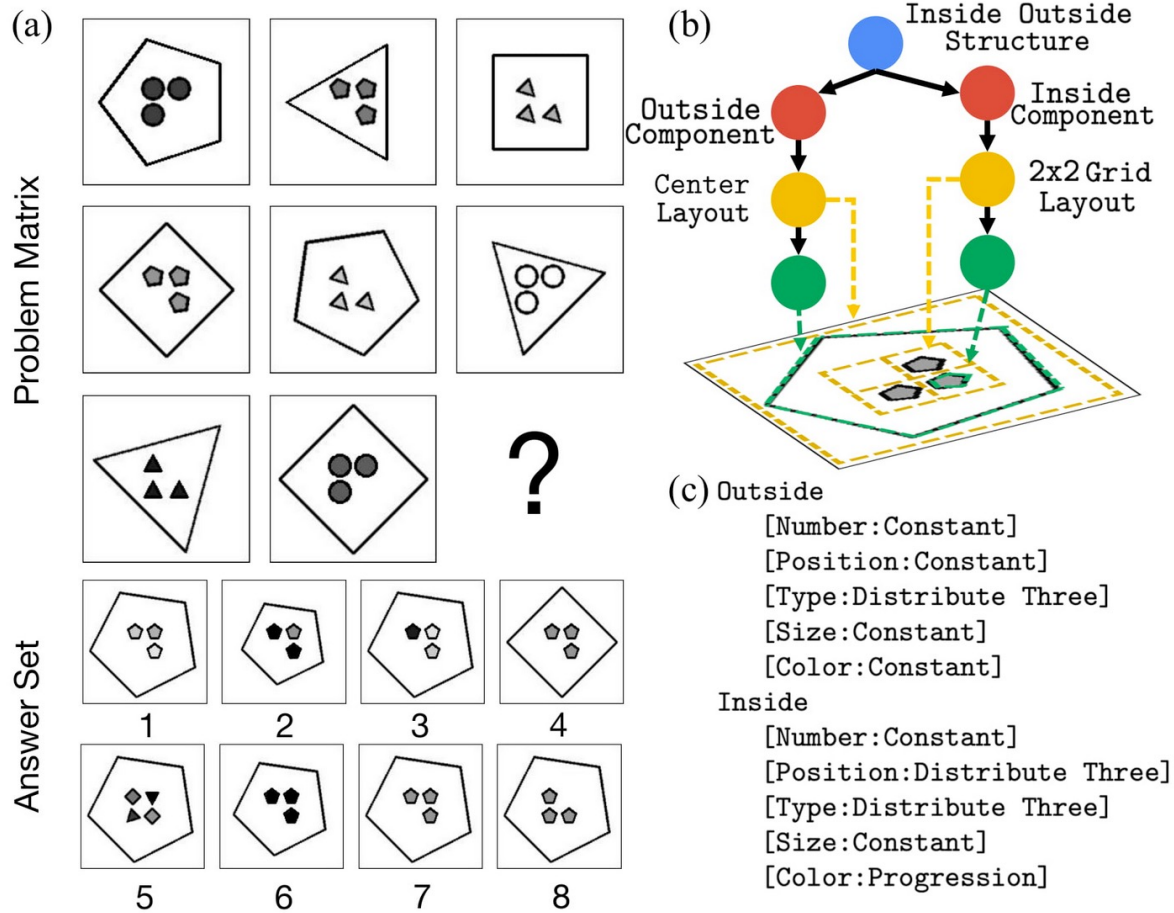 (a)
Problem Matrix
?
Answer Set
1 2 3 4
5 6 7 8
(b)
Inside Outside
Structure
Outside
Component
Inside
Component
Center
Layout
2x2 Grid
Layout
(c)
Outside
[Number:Constant]
[Position:Constant]
[Type:Distribute Three]
[Size:Constant]
[Color:Constant]
Inside
[Number:Constant]
[Position:Distribute Three]
[Type:Distribute Three]
[Size:Constant]
[Color:Progression]